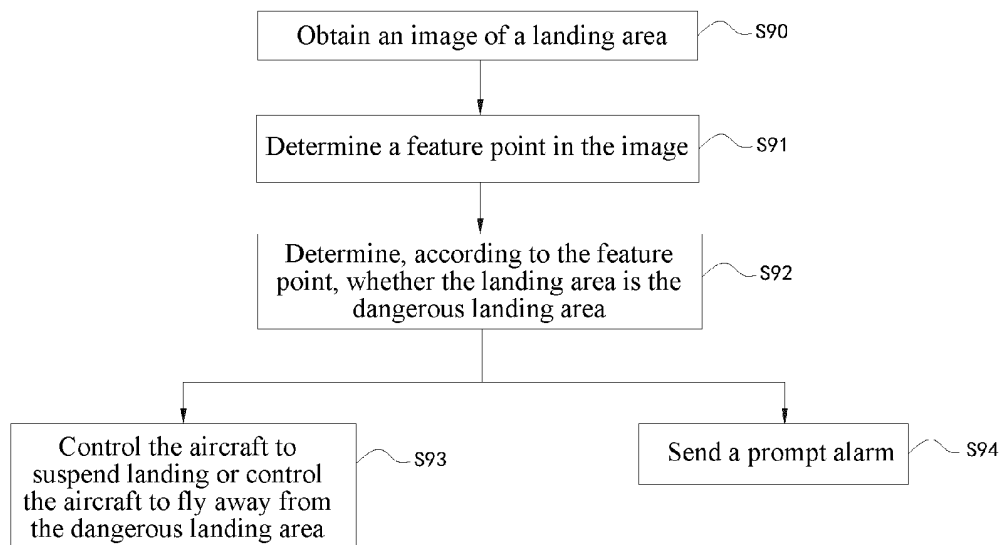 Obtain an image of a landing area
S90
Determine a feature point in the image
S91
Determine, according to the feature
point, whether the landing area is the
dangerous landing area
S92
Control the aircraft to
suspend landing or control
the aircraft to fly away from
the dangerous landing area
S93
Send a prompt alarm
S94